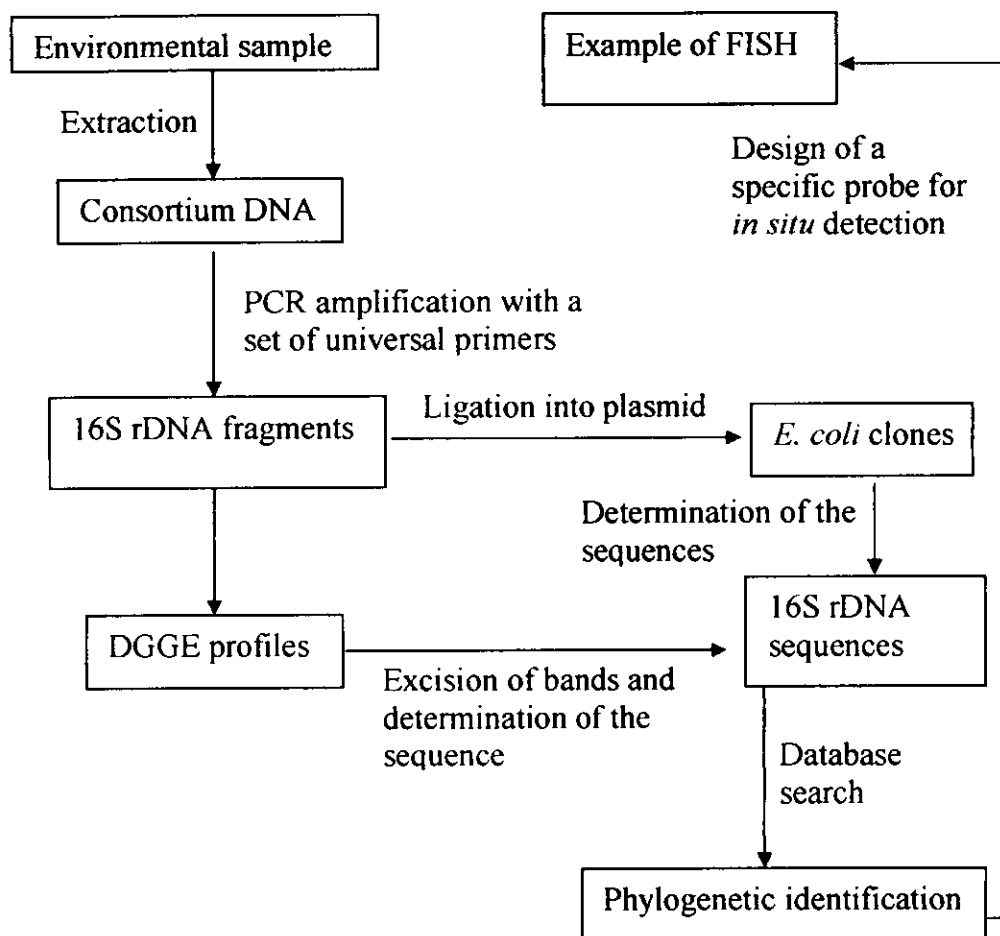 Environmental sample
Example of FISH
Extraction
Design of a
specific probe for
in situ detection
Consortium DNA
PCR amplification with a
set of universal primers
16S rDNA fragments
Ligation into plasmid
E. coli clones
Determination of the
sequences
16S rDNA
sequences
DGGE profiles
Excision of bands and
determination of the
sequence
Database
search
Phylogenetic identification